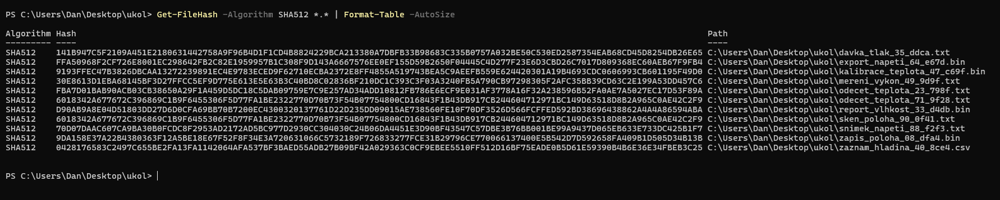 PS C:\Users\Dan\Desktop\ukol> Get-FileHash -Algorithm SHA512 *.* | Format-Table -AutoSize
Algorithm Hash Path
--------- ---- ----
SHA512 141B947C5F2109A451E2180631442758A9F96B4D1F1CD4B8824229BCA213380A7DBFB33B98683C335B0757A032BE50C530ED2587354EAB68CD45D8254DB26E65 C:\Users\Dan\Desktop\ukol\davka_tlak_35_ddca.txt
SHA512 FFA50968F2CF726E8001EC298642FB2C82E1959957B1C308F9D143A6667576EE0EF155D59B2650F04445C4D277F23E6D3CBD26C7017D809368EC60AEB67F9FB4 C:\Users\Dan\Desktop\ukol\export_napeti_64_e67d.bin
SHA512 9193FFEC47B3826DBCAA13272239891EC4E9783ECED9F62710ECBA2372E8FF4855A519743BEA5C9AEEFB559E624420301A19B4693CDC0606993CB601195F49D0 C:\Users\Dan\Desktop\ukol\kalibrace_teplota_47_c69f.bin
SHA512 30E8613D1EBA68145BF3D27FFCC5EF9D775E613E5E63B3C40BD8C02836BF210DC1C393C3F03A3240FB5A790CB97298305F2AFC35BB39CD63C2E199A53DD457C6 C:\Users\Dan\Desktop\ukol\mereni_vykon_49_9d9f.txt
SHA512 FBA7D01BAB90ACB03CB38650A29F1A459D5DC18C5DAB09759E7C9E257AD34ADD10812FB786E6ECF9E031AF3778A16F32A238596B52FA0AE7A5027EC17D53F89A C:\Users\Dan\Desktop\ukol\odecet_teplota_23_798f.txt
SHA512 6018342A677672C396869C1B9F6455306F5D77FA1BE2322770D70B73F54B07754800CD16843F1B43DB917CB244604712971BC149D63518D8B2A965C0AE42C2F9 C:\Users\Dan\Desktop\ukol\odecet_teplota_71_9f28.txt
SHA512 D90AB9A8E04D51803DD27D6D0CFA69BB70B7200EC4300320137761D22D235DD09015AE738560FE10F70DF3526D566FCFFED592BD38696438862A4A4A86594ABA C:\Users\Dan\Desktop\ukol\report_vlhkost_33_d4db.bin
SHA512 6018342A677672C396869C1B9F6455306F5D77FA1BE2322770D70B73F54B07754800CD16843F1B43DB917CB244604712971BC149D63518D8B2A965C0AE42C2F9 C:\Users\Dan\Desktop\ukol\sken_poloha_90_0f41.txt
SHA512 70D07DAAC607CA9BA30B0FCDC8F2953AD2172AD5BC977D2930CC304030C24B06DA4451E3D90BF43547C57DBE3B76BB001BE99A9437D065EB633E733DC425B1F7 C:\Users\Dan\Desktop\ukol\snimek_napeti_88_f2f3.txt
SHA512 9DA158E37A22B4380363F12A5BE18E67F52F8F34E3A720631066C5732189F726833277FCE31B29796CE770066137400E5B542D7D592658FA409B1D505D34B13B C:\Users\Dan\Desktop\ukol\zapis_poloha_08_dfa4.bin
SHA512 0428176583C2497C655BE2FA13FA1142064AFA537BF3BAED55ADB27B09BF42A029363C0CF9EBEE5510FF512D16BF75EADE0B5D61E59390B4B6E36E34FBEB3C25 C:\Users\Dan\Desktop\ukol\zaznam_hladina_40_8ce4.csv
PS C:\Users\Dan\Desktop\ukol>